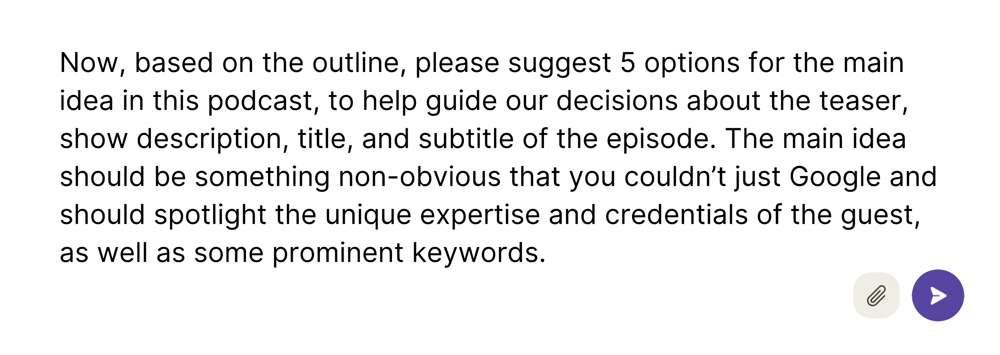 Now, based on the outline, please suggest 5 options for the main
idea in this podcast, to help guide our decisions about the teaser,
show description, title, and subtitle of the episode. The main idea
should be something non-obvious that you couldn’t just Google and
should spotlight the unique expertise and credentials of the guest,
as well as some prominent keywords.